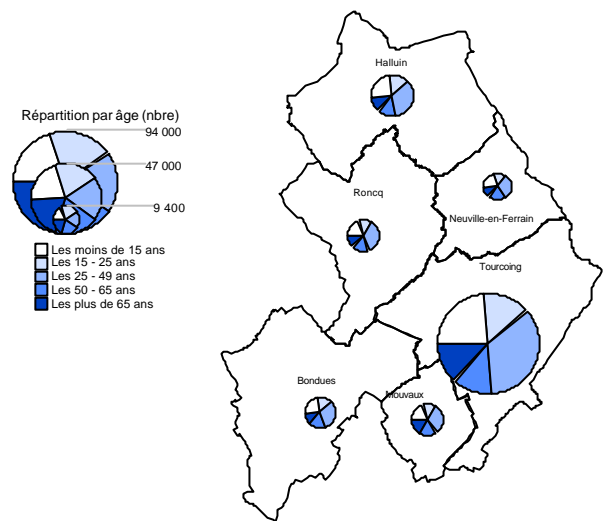 Halluin
Répartition par âge (nbre)
94 000
47 000
9 400
Roncq
Neuville-en-Ferrain
Les moins de 15 ans
Les 15 - 25 ans
Les 25 - 49 ans
Les 50 - 65 ans
Les plus de 65 ans
Tourcoing
Bondues
Mouvaux